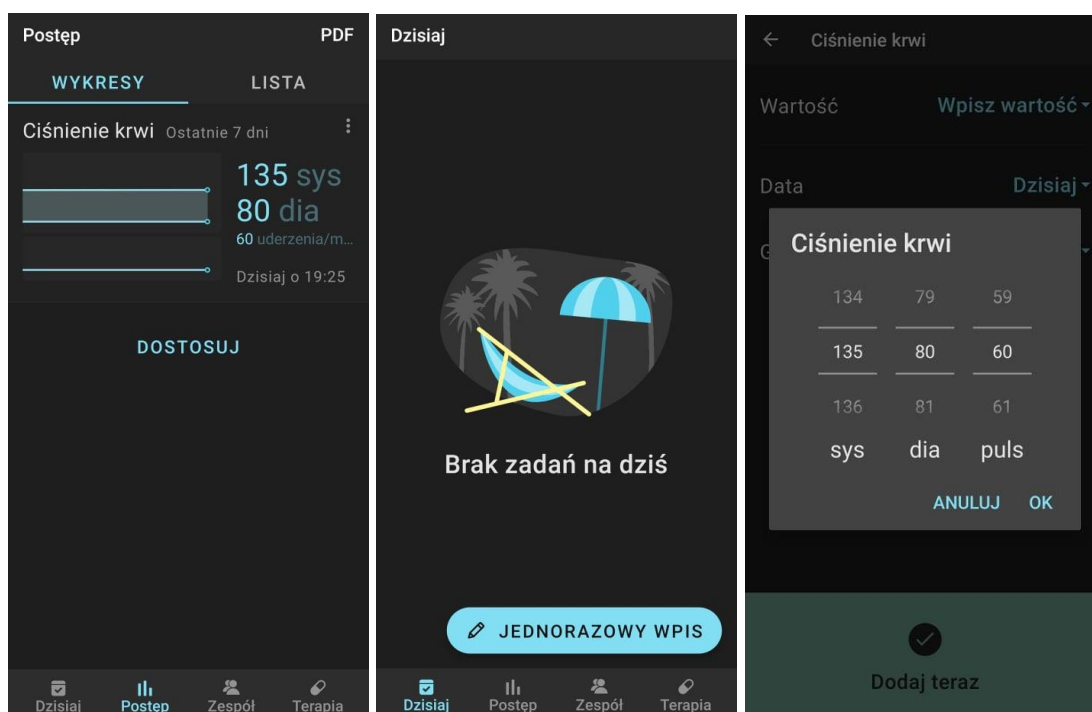 Postęp PDF
WYKRESY LISTA
Ciśnienie krwi Ostatnie 7 dni
135 sys
80 dia
60 uderzenia/m...
Dzisiaj o 19:25
DOSTOSUJ
Dzisiaj Postęp Zespół Terapia
Dzisiaj
Brak zadań na dziś
JEDNORAZOWY WPIS
Dzisiaj Postęp Zespół Terapia
Ciśnienie krwi
Wartość Wpisz wartość
Data Dzisiaj
G
Ciśnienie krwi
134 79 59
135 80 60
136 81 61
sys dia puls
ANULUJ OK
Dodaj teraz